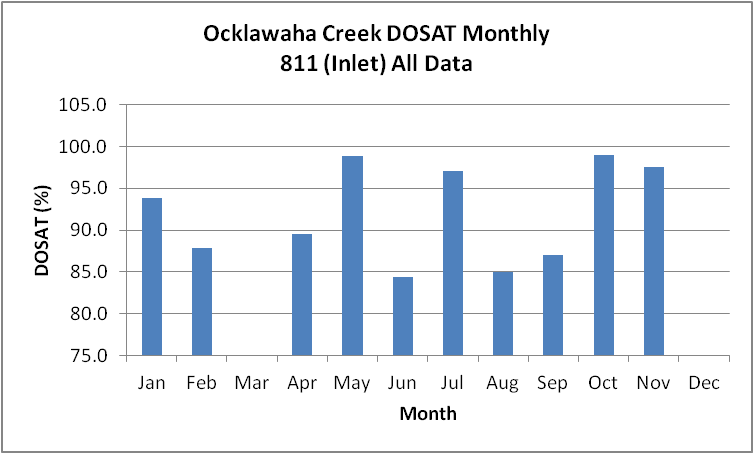 Ocklawaha Creek DOSAT Monthly
811 (Inlet) All Data
DOSAT (%)
105.0
100.0
95.0
90.0
85.0
80.0
75.0
Jan Feb Mar Apr May Jun Jul Aug Sep Oct Nov Dec
Month